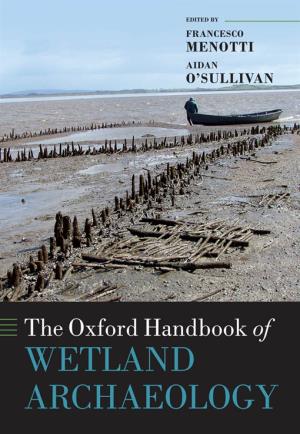 EDITED BY
FRANCESCO
MENOTTI
AIDAN
O'SULLIVAN
The Oxford Handbook of
WETLAND
ARCHAEOLOGY